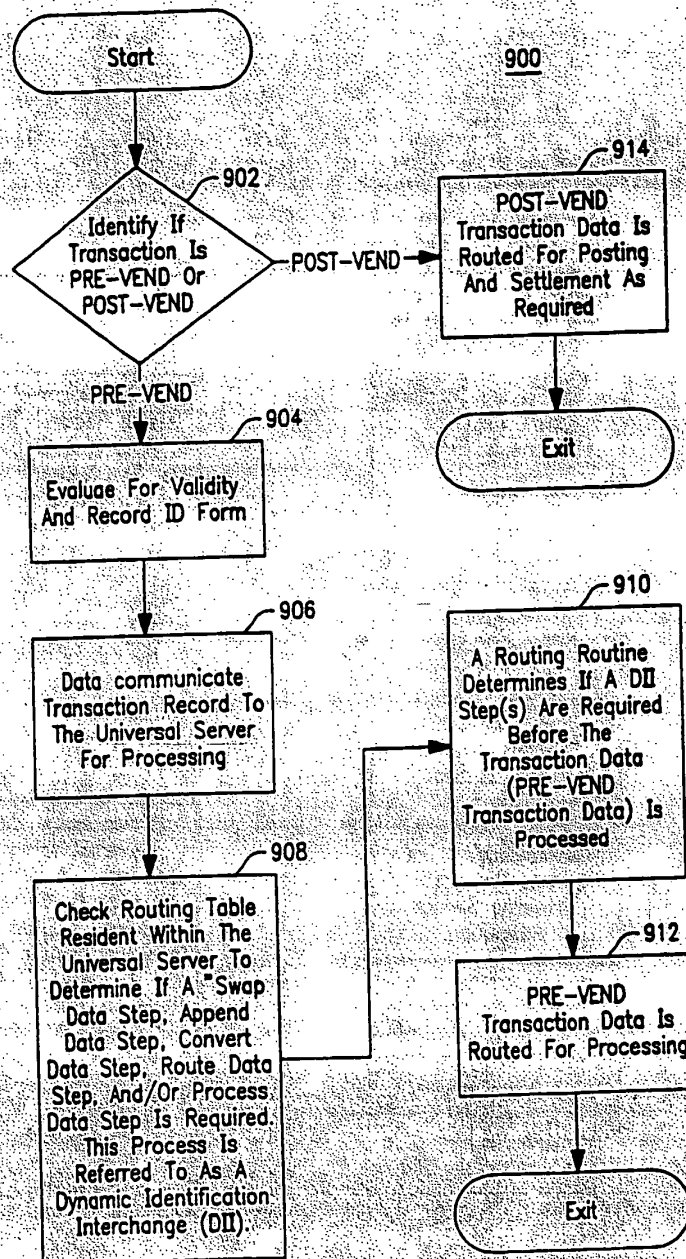 Start
900
902
Identify If
Transaction Is
PRE-VEND Or
POST-VEND
POST-VEND
914
POST-VEND
Transaction Data Is
Routed For Posting
And Settlement As
Required
Exit
PRE-VEND
904
Evaluae For Validity
And Record ID Form
906
Data communicate
Transaction Record To
The Universal Server
For Processing
908
Check Routing Table
Resident Within The
Universal Server To
Determine If A "Swap
Data Step, Append
Data Step, Convert
Data Step, Route Data
Step, And/Or Process
Data Step Is Required.
This Process Is
Referred To As A
Dynamic Identification
Interchange (DII).
910
A Routing Routine
Determines If A DII
Step(s) Are Required
Before The
Transaction Data
(PRE-VEND
Transaction Data) Is
Processed
912
PRE-VEND
Transaction Data Is
Routed For Processing
Exit